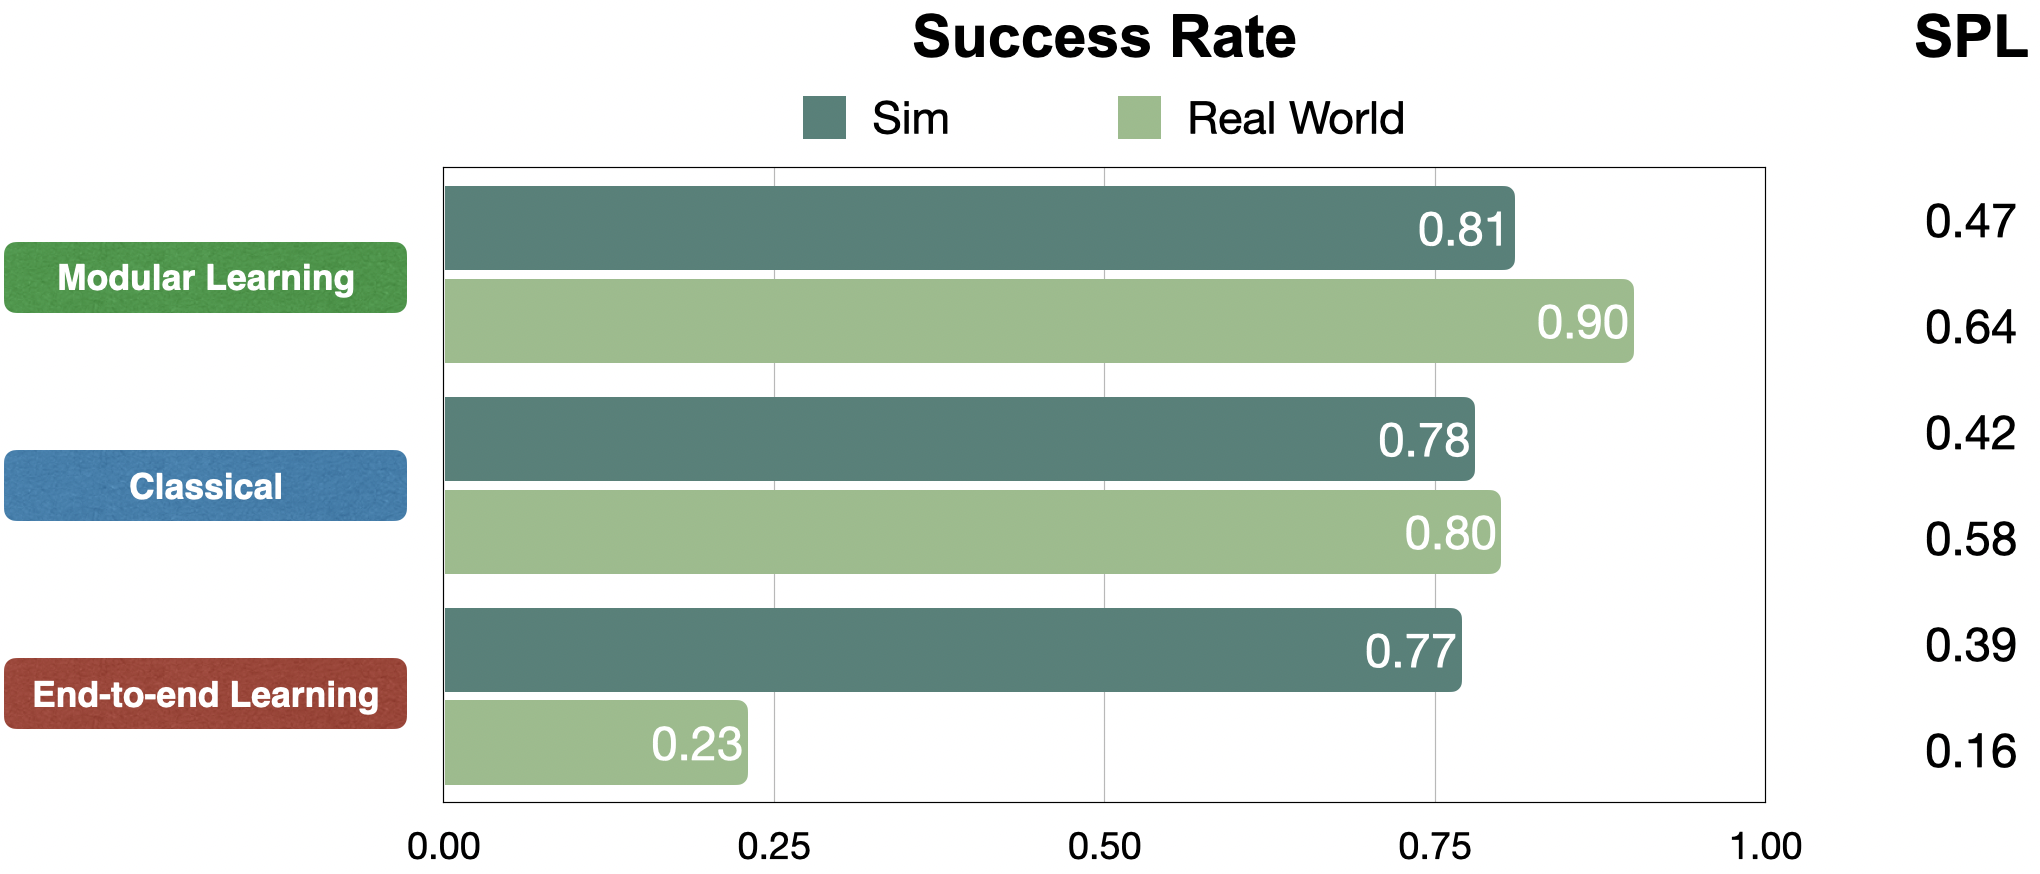 Success Rate
SPL
Sim
Real World
Modular Learning
0.81
0.47
0.90
0.64
Classical
0.78
0.42
0.80
0.58
End-to-end Learning
0.77
0.39
0.23
0.16
0.00
0.25
0.50
0.75
1.00